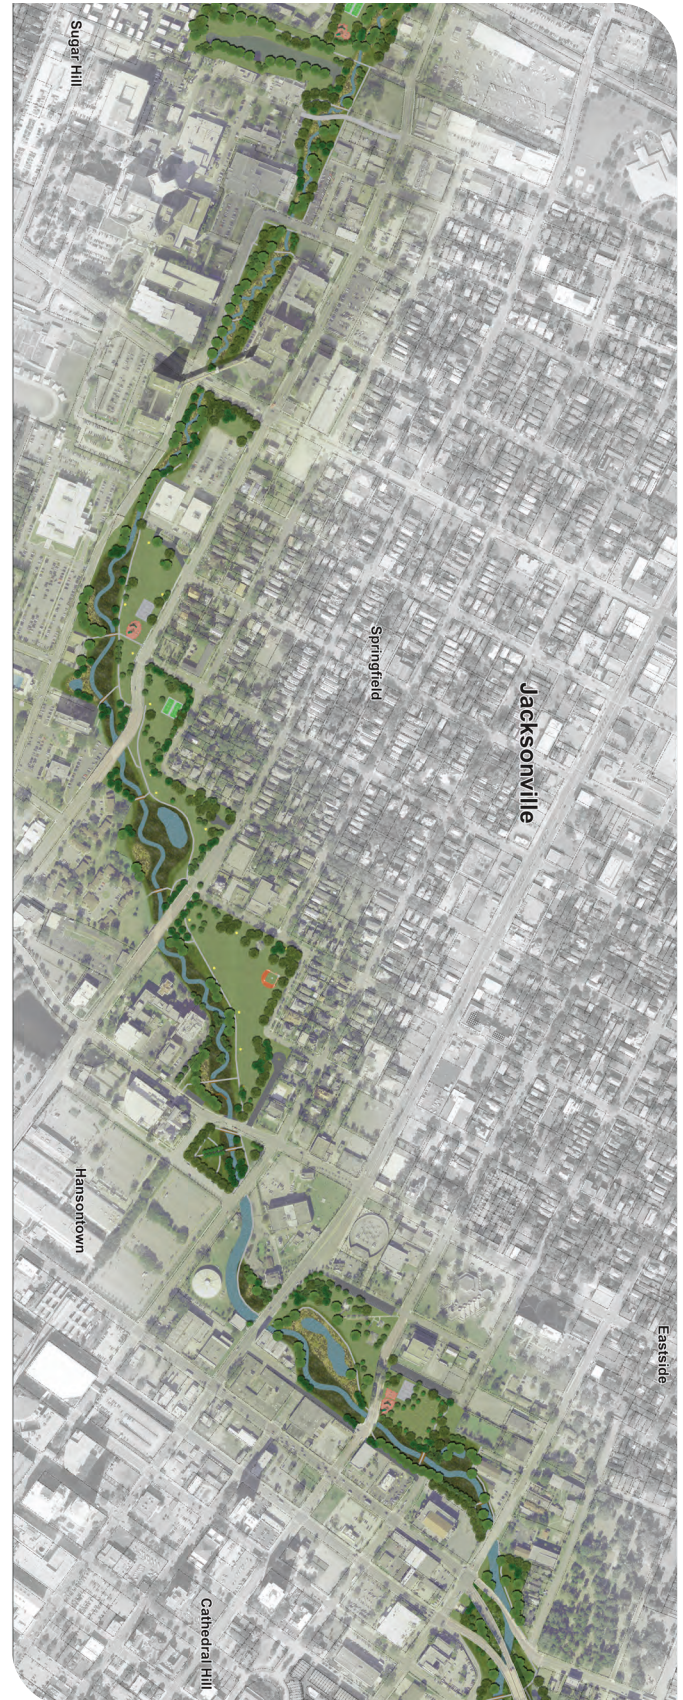 Sugar Hill
Springfield
Jacksonville
Hansontown
Eastside
Cathedral Hill